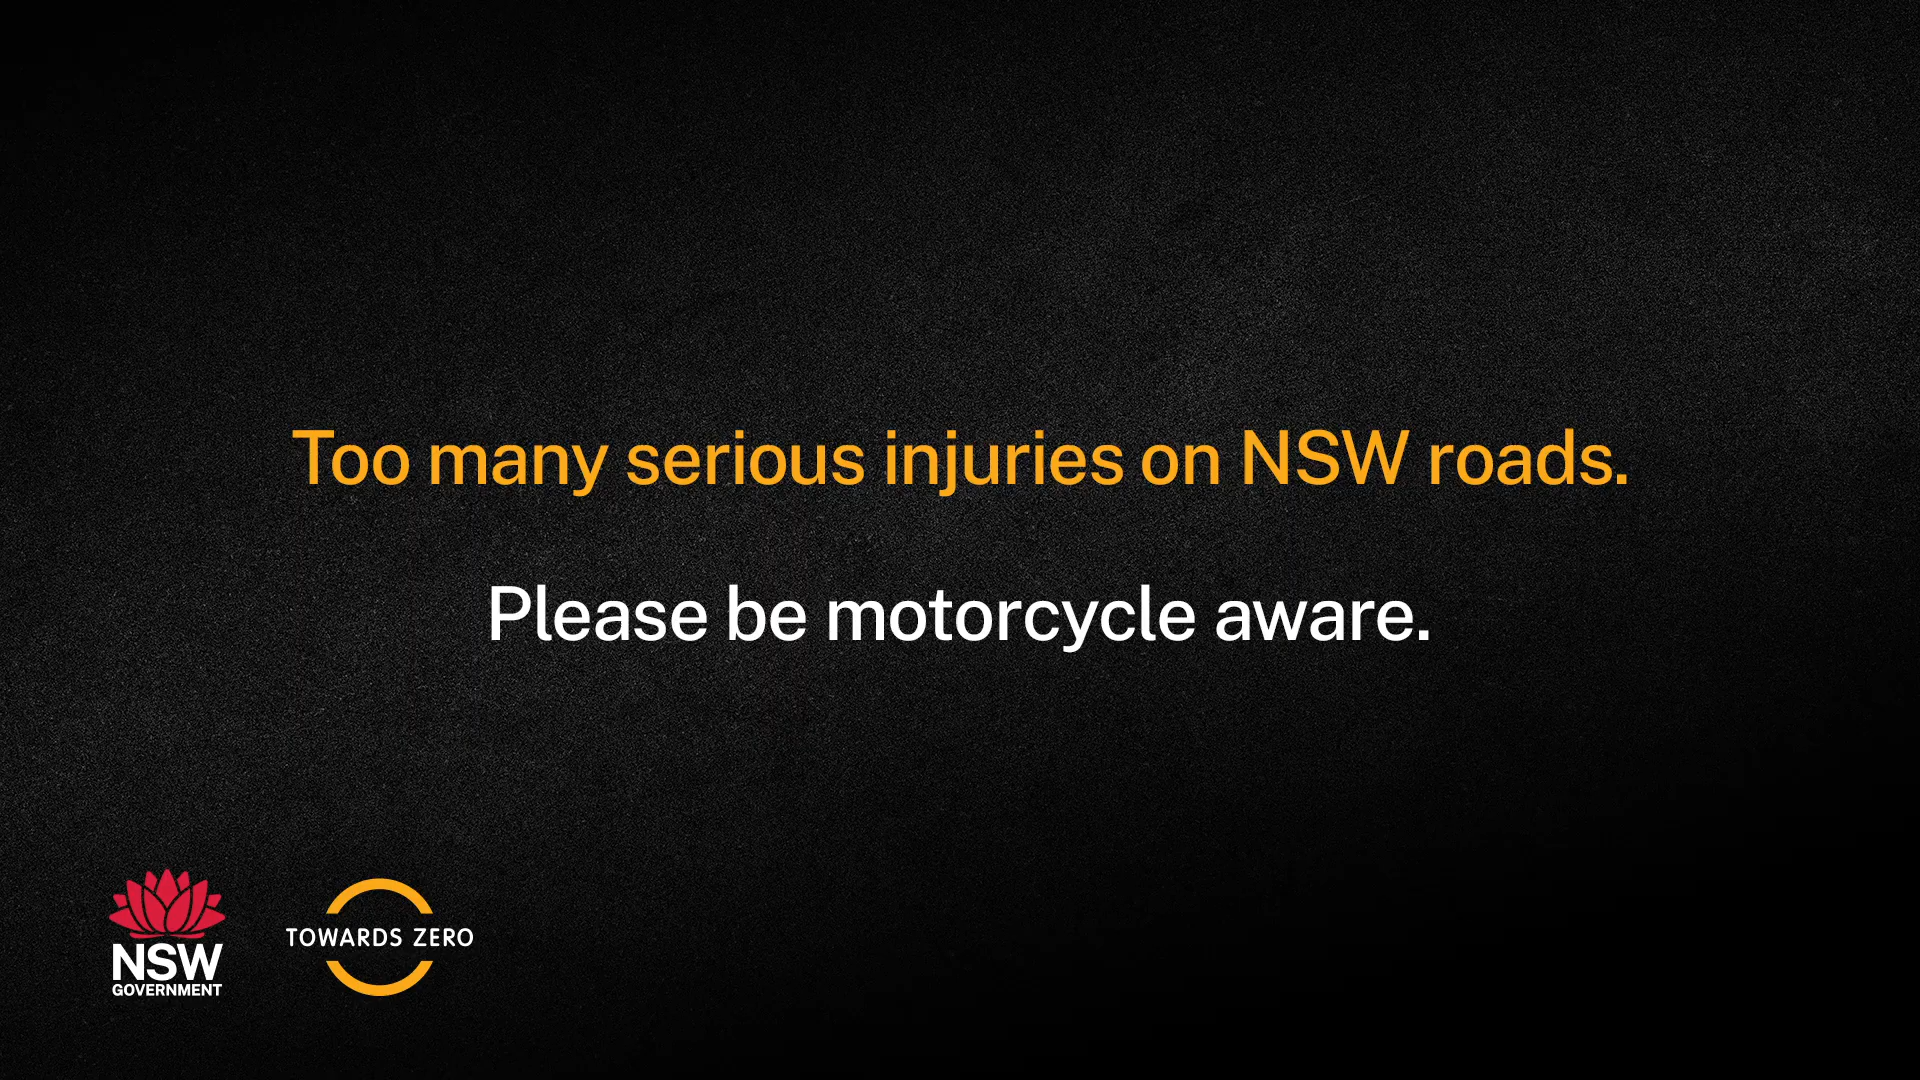 Too many serious injuries on NSW roads.
Please be motorcycle aware.
NSW
GOVERNMENT
TOWARDS ZERO